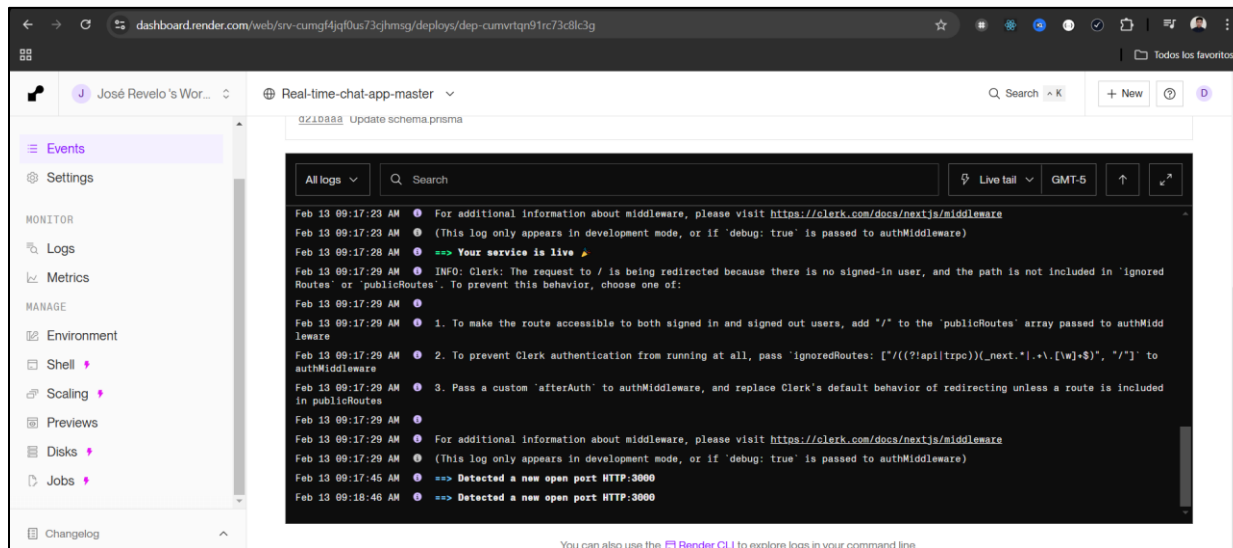 dashboard.render.com/web/srv-cumgf4jqf0us73cjhmsg/deploys/dep-cumvrtqn91rc73c8lc3g
Todos los favoritos
J José Revelo 's Wor...
Real-time-chat-app-master
Search ^ K
+ New
D
d21baaa Update schema.prisma
Events
Settings
MONITOR
Logs
Metrics
MANAGE
Environment
Shell
Scaling
Previews
Disks
Jobs
Changelog
All logs
Search
Live tail
GMT-5
Feb 13 09:17:23 AM For additional information about middleware, please visit https://clerk.com/docs/nextjs/middleware
Feb 13 09:17:23 AM (This log only appears in development mode, or if `debug: true` is passed to authMiddleware)
Feb 13 09:17:28 AM ==> Your service is live 🎉
Feb 13 09:17:29 AM INFO: Clerk: The request to / is being redirected because there is no signed-in user, and the path is not included in `ignored
Routes` or `publicRoutes`. To prevent this behavior, choose one of:
Feb 13 09:17:29 AM
Feb 13 09:17:29 AM 1. To make the route accessible to both signed in and signed out users, add "/" to the `publicRoutes` array passed to authMidd
leware
Feb 13 09:17:29 AM 2. To prevent Clerk authentication from running at all, pass `ignoredRoutes: ["/((?!api|trpc))(_next.*|.+\.[\w]+$)", "/"]` to
authMiddleware
Feb 13 09:17:29 AM 3. Pass a custom `afterAuth` to authMiddleware, and replace Clerk's default behavior of redirecting unless a route is included
in publicRoutes
Feb 13 09:17:29 AM
Feb 13 09:17:29 AM For additional information about middleware, please visit https://clerk.com/docs/nextjs/middleware
Feb 13 09:17:29 AM (This log only appears in development mode, or if `debug: true` is passed to authMiddleware)
Feb 13 09:17:45 AM ==> Detected a new open port HTTP:3000
Feb 13 09:18:46 AM ==> Detected a new open port HTTP:3000
You can also use the Render CLI to explore logs in your command line